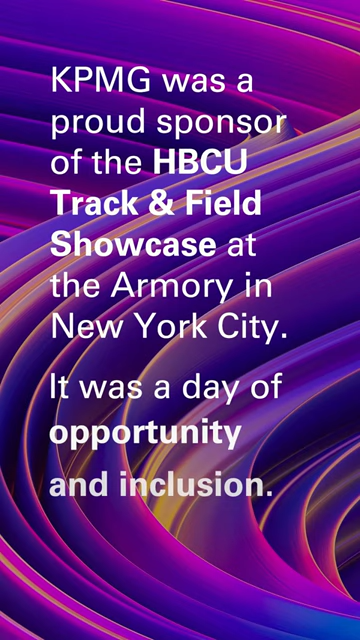 KPMG was a
proud sponsor
of the HBCU
Track & Field
Showcase at
the Armory in
New York City.
It was a day of
opportunity
and inclusion.